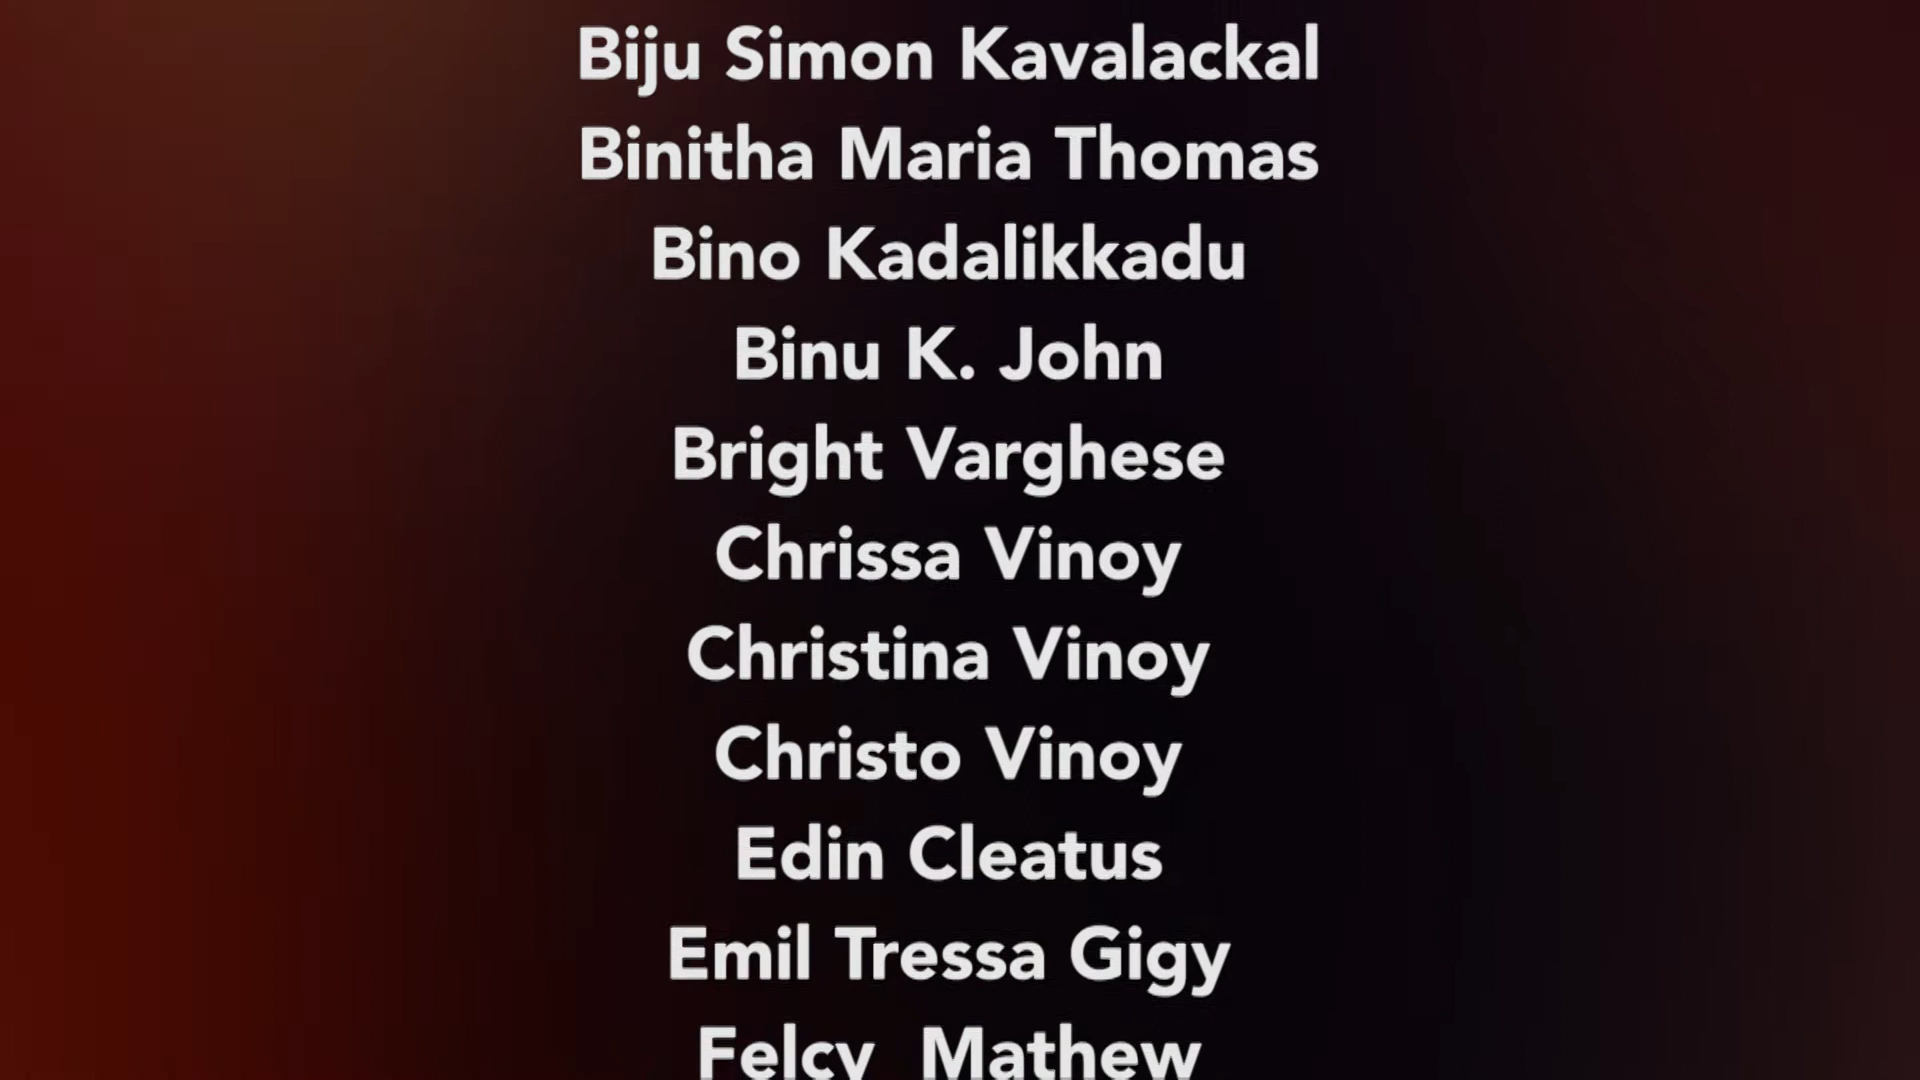 Biju Simon Kavalackal
Binitha Maria Thomas
Bino Kadalikkadu
Binu K. John
Bright Varghese
Chrissa Vinoy
Christina Vinoy
Christo Vinoy
Edin Cleatus
Emil Tressa Gigy
Felcy Mathew